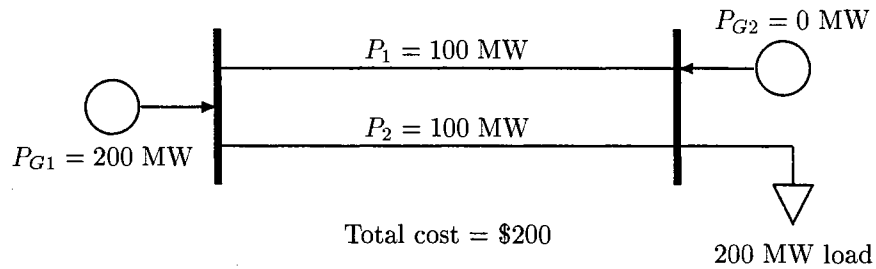 P_{G2} = 0 MW
P_1 = 100 MW
P_2 = 100 MW
P_{G1} = 200 MW
Total cost = $200
200 MW load